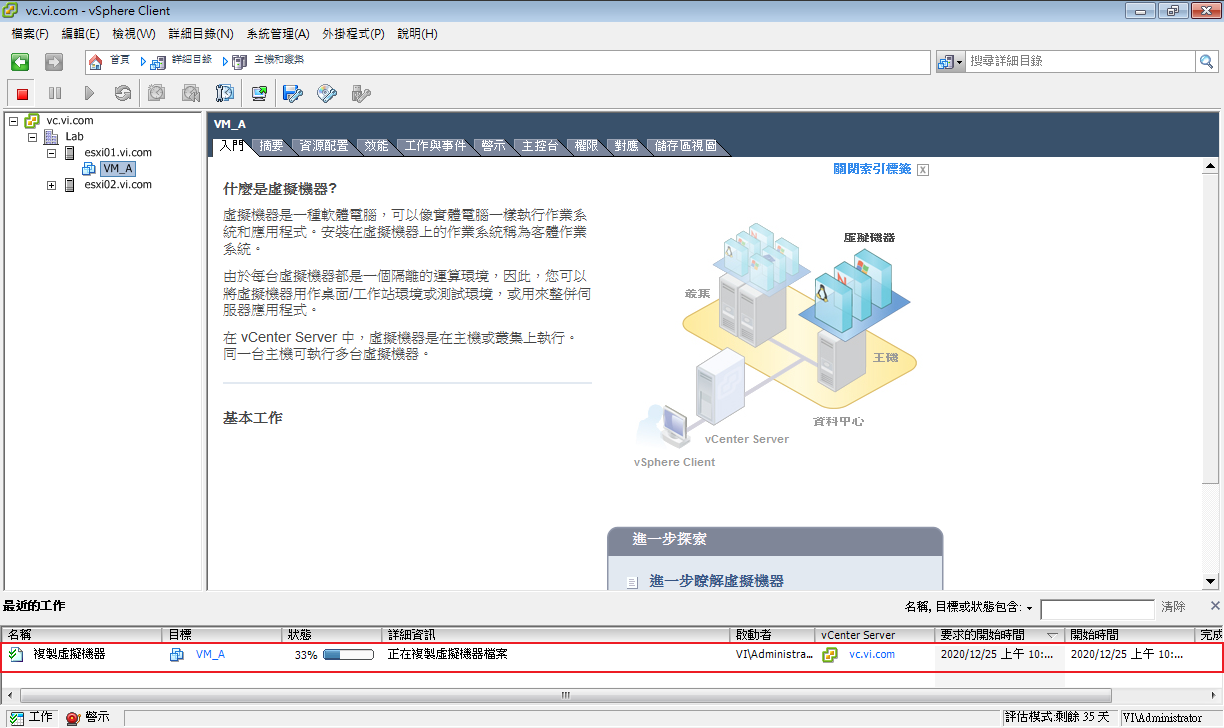 vc.vi.com - vSphere Client
檔案(F) 編輯(E) 檢視(W) 詳細目錄(N) 系統管理(A) 外掛程式(P) 說明(H)
首頁 詳細目錄 主機和叢集 搜尋詳細目錄
vc.vi.com
Lab
esxi01.vi.com
VM_A
esxi02.vi.com
VM_A
入門 摘要 資源配置 效能 工作與事件 警示 主控台 權限 對應 儲存區視圖
關閉索引標籤
什麼是虛擬機器?
虛擬機器是一種軟體電腦，可以像實體電腦一樣執行作業系
統和應用程式。安裝在虛擬機器上的作業系統稱為客體作業
系統。
由於每台虛擬機器都是一個隔離的運算環境，因此，您可以
將虛擬機器用作桌面/工作站環境或測試環境，或用來整併伺
服器應用程式。
在 vCenter Server 中，虛擬機器是在主機或叢集上執行。
同一台主機可執行多台虛擬機器。
基本工作
虛擬機器
叢集
主機
資料中心
vCenter Server
vSphere Client
進一步探索
進一步瞭解虛擬機器
最近的工作
名稱, 目標或狀態包含: 清除
名稱 目標 狀態 詳細資訊 啟動者 vCenter Server 要求的開始時間 開始時間 完成
複製虛擬機器 VM_A 33% 正在複製虛擬機器檔案 VI\Administra... vc.vi.com 2020/12/25 上午 10:... 2020/12/25 上午 10:...
工作 警示 評估模式:剩餘 35 天 VI\Administrator